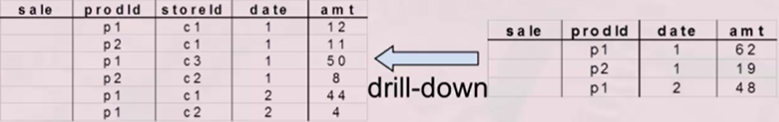 sale prodId storeId date amt
p1 c1 1 12
p2 c1 1 11
p1 c3 1 50
p2 c2 1 8
p1 c1 2 44
p1 c2 2 4
drill-down
sale prodId date amt
p1 1 62
p2 1 19
p1 2 48